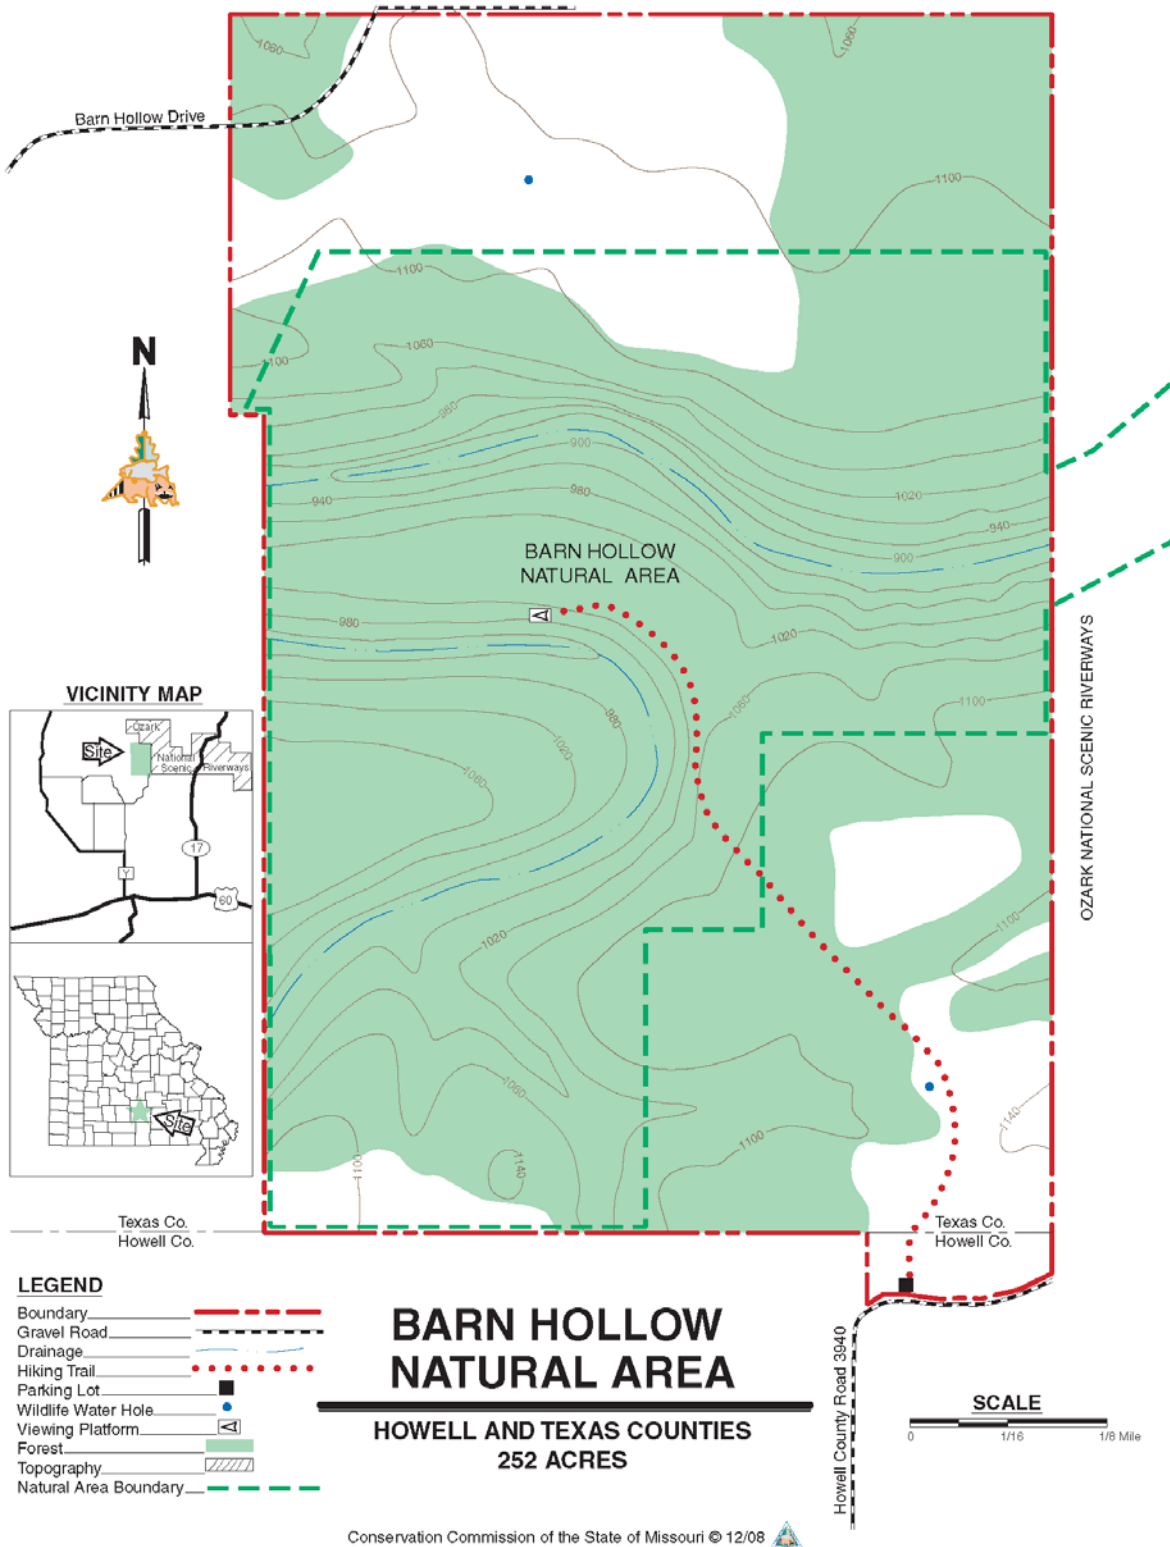 1060
1060
Barn Hollow Drive
1100
1100
1100
1060
980
900
980
940
1020
940
900
N
BARN HOLLOW
NATURAL AREA
980
1020
1100
1060
980
1020
1060
1020
1100
1060
1100
1140
1100
1140
OZARK NATIONAL SCENIC RIVERWAYS
VICINITY MAP
Site
Ozark
National
Scenic Riverways
17
Y
60
Site
Texas Co.
Howell Co.
Texas Co.
Howell Co.
LEGEND
Boundary
Gravel Road
Drainage
Hiking Trail
Parking Lot
Wildlife Water Hole
Viewing Platform
Forest
Topography
Natural Area Boundary
BARN HOLLOW
NATURAL AREA
HOWELL AND TEXAS COUNTIES
252 ACRES
Howell County Road 3940
SCALE
0 1/16 1/8 Mile
Conservation Commission of the State of Missouri © 12/08